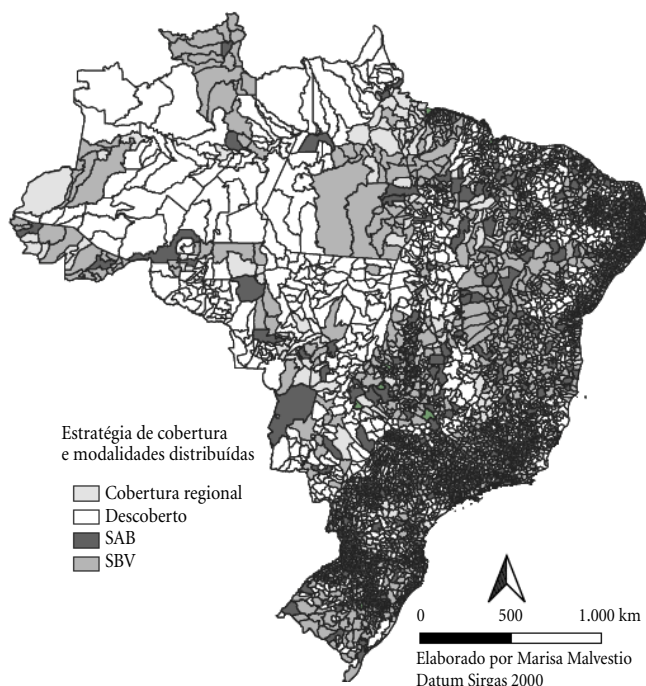 Estratégia de cobertura
e modalidades distribuídas
Cobertura regional
Descoberto
SAB
SBV
0 500 1.000 km
Elaborado por Marisa Malvestio
Datum Sirgas 2000